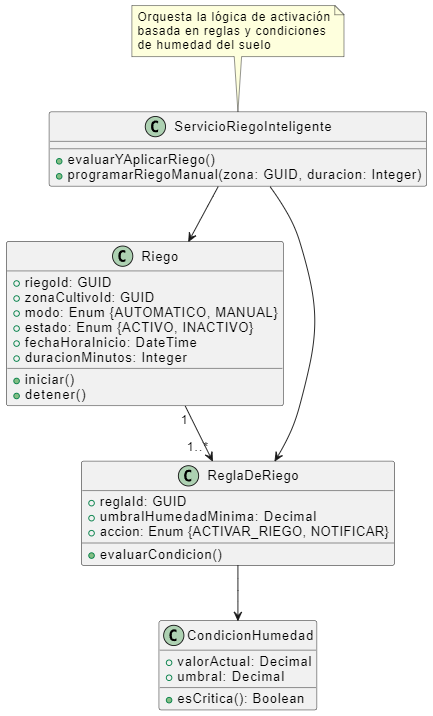 Orquesta la lógica de activación
basada en reglas y condiciones
de humedad del suelo
C ServicioRiegoInteligente
evaluarYAplicarRiego()
programarRiegoManual(zona: GUID, duracion: Integer)
C Riego
riegoId: GUID
zonaCultivoId: GUID
modo: Enum {AUTOMATICO, MANUAL}
estado: Enum {ACTIVO, INACTIVO}
fechaHoraInicio: DateTime
duracionMinutos: Integer
iniciar()
detener()
1
1..*
C ReglaDeRiego
reglaId: GUID
umbralHumedadMinima: Decimal
accion: Enum {ACTIVAR_RIEGO, NOTIFICAR}
evaluarCondicion()
C CondicionHumedad
valorActual: Decimal
umbral: Decimal
esCritica(): Boolean